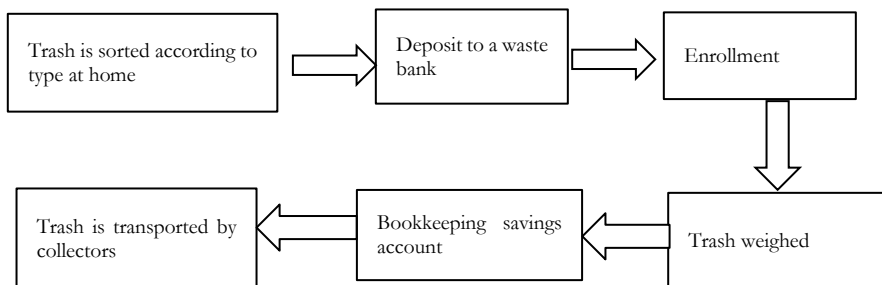 Trash is sorted according to
type at home
Deposit to a waste
bank
Enrollment
Trash weighed
Bookkeeping savings
account
Trash is transported by
collectors